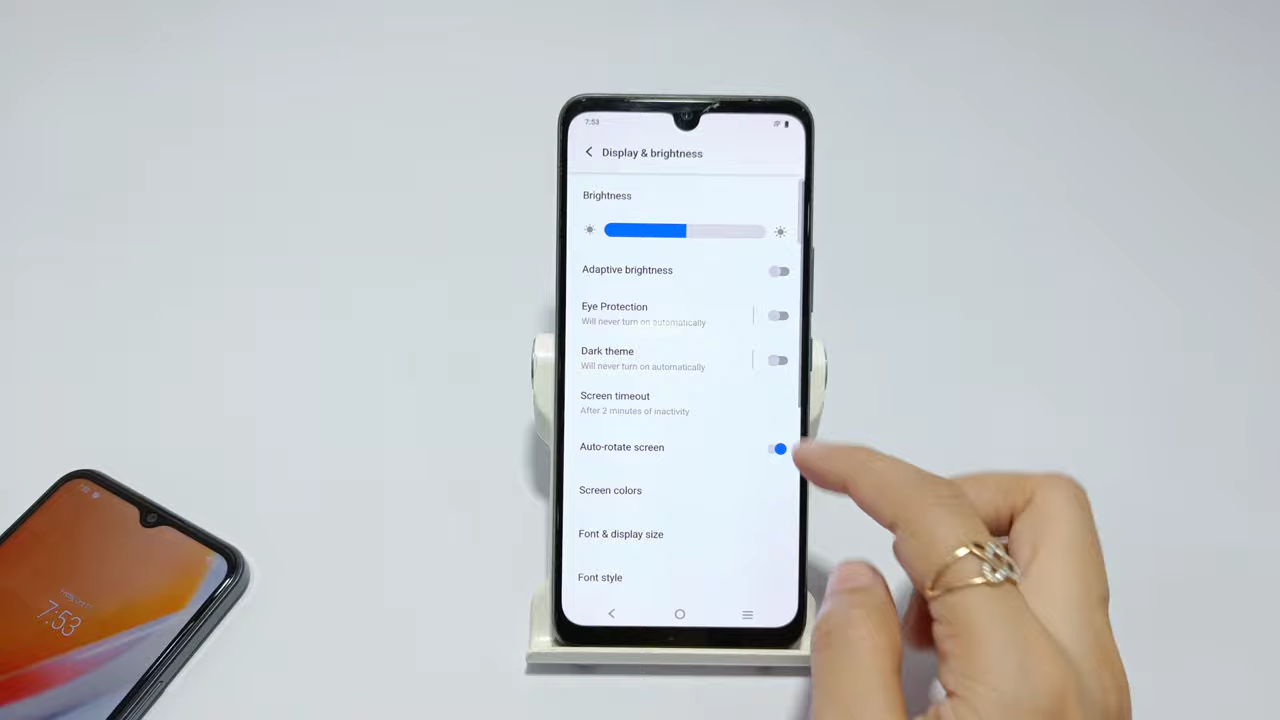 7:53
Display & brightness
Brightness
Adaptive brightness
Eye Protection
Will never turn on automatically
Dark theme
Will never turn on automatically
Screen timeout
After 2 minutes of inactivity
Auto-rotate screen
Screen colors
Font & display size
Font style
7:53